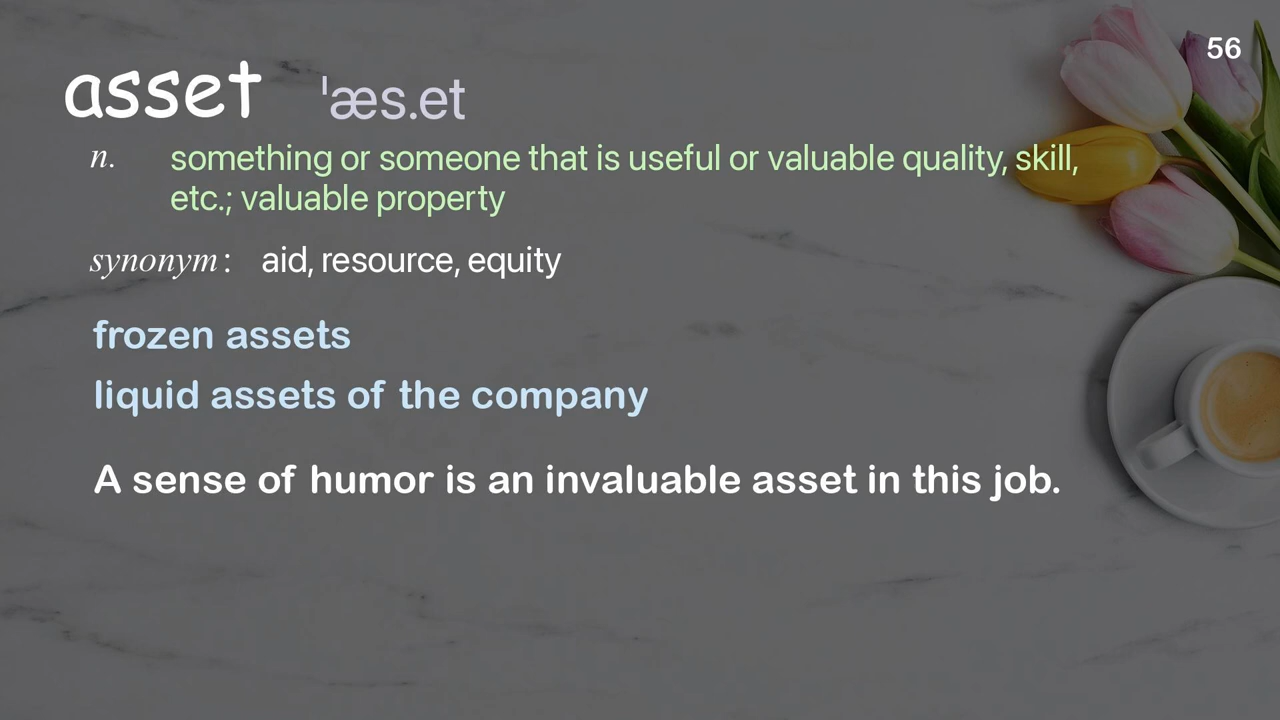 56
asset ˈæs.et
n. something or someone that is useful or valuable quality, skill,
etc.; valuable property
synonym: aid, resource, equity
frozen assets
liquid assets of the company
A sense of humor is an invaluable asset in this job.